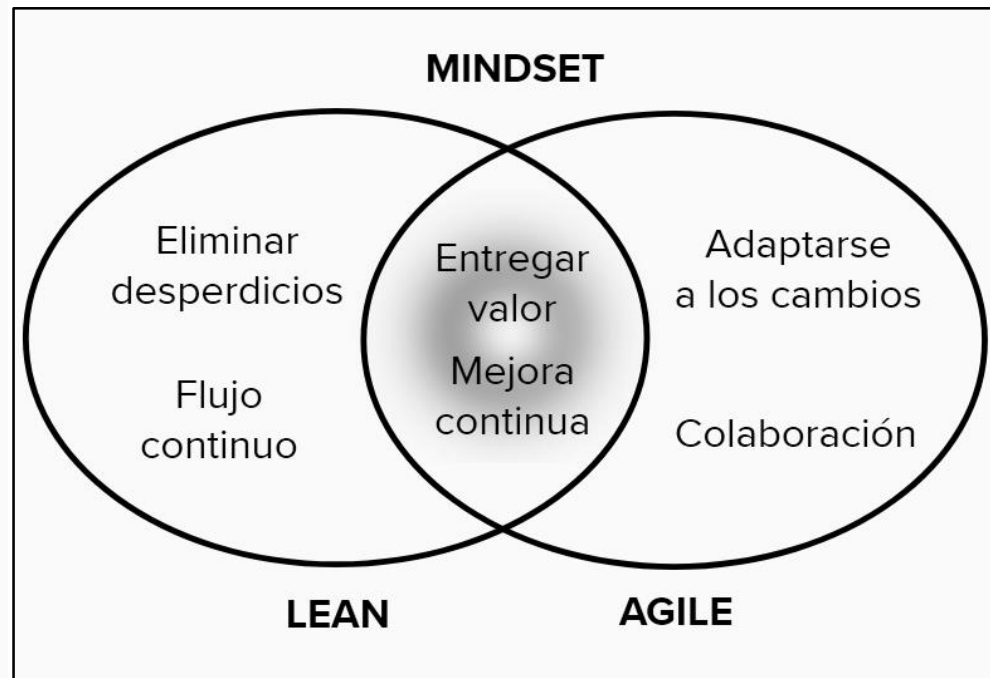 MINDSET
Eliminar
desperdicios
Flujo
continuo
Entregar
valor
Mejora
continua
Adaptarse
a los cambios
Colaboración
LEAN
AGILE